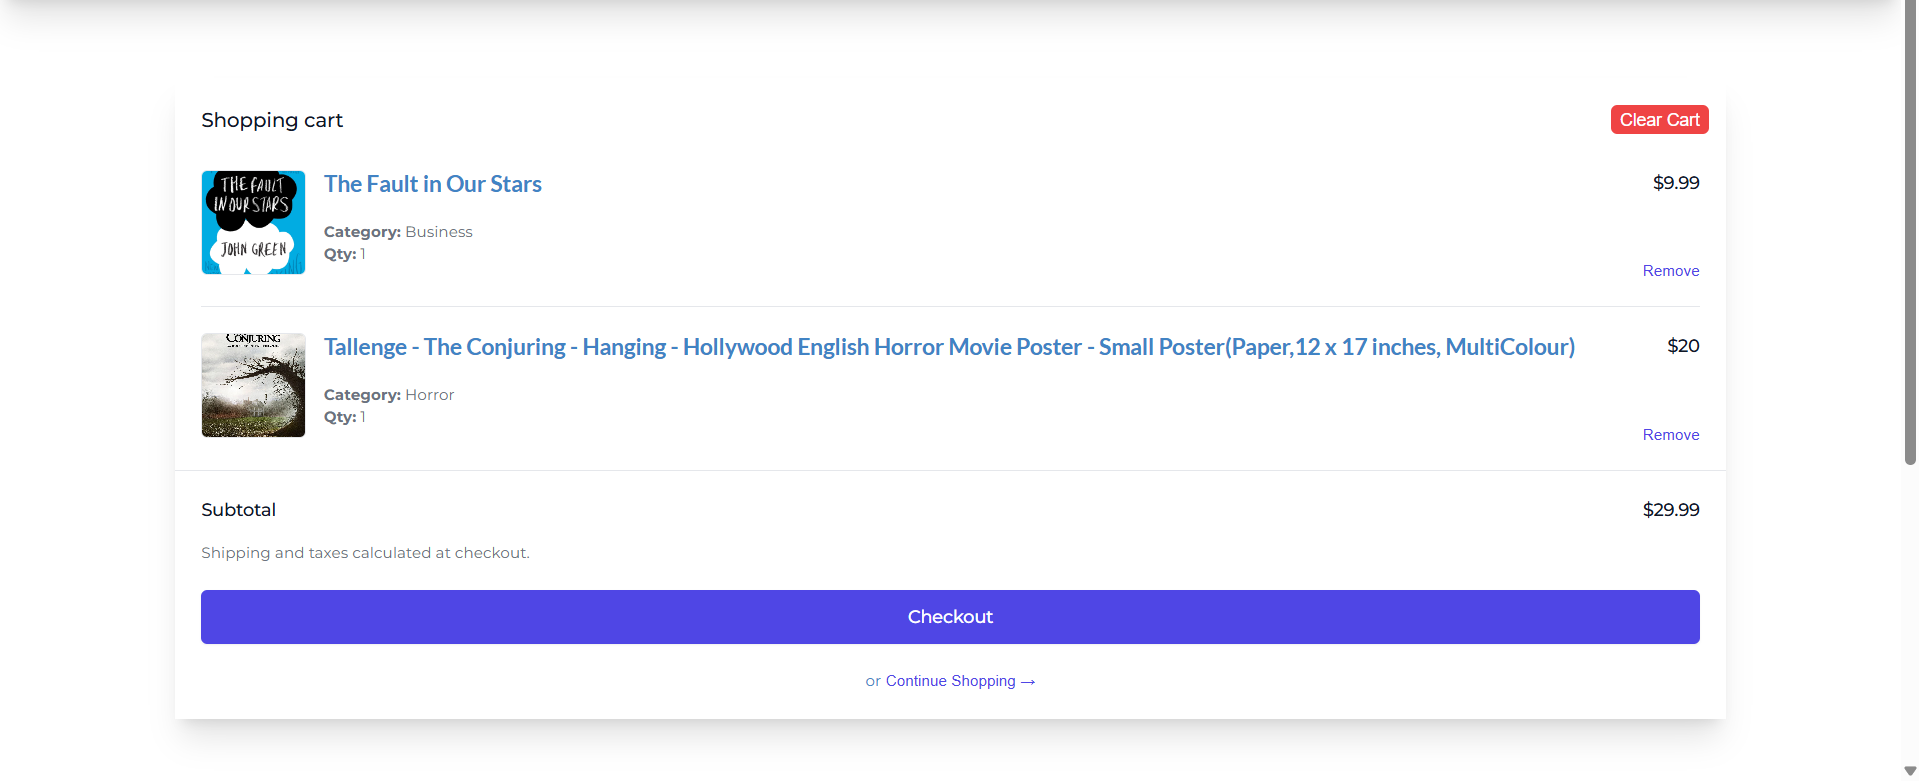 Shopping cart
Clear Cart
THE FAULT
IN OUR STARS
JOHN GREEN
The Fault in Our Stars
$9.99
Category: Business
Qty: 1
Remove
CONJURING
Tallenge - The Conjuring - Hanging - Hollywood English Horror Movie Poster - Small Poster(Paper,12 x 17 inches, MultiColour)
$20
Category: Horror
Qty: 1
Remove
Subtotal
$29.99
Shipping and taxes calculated at checkout.
Checkout
or Continue Shopping →